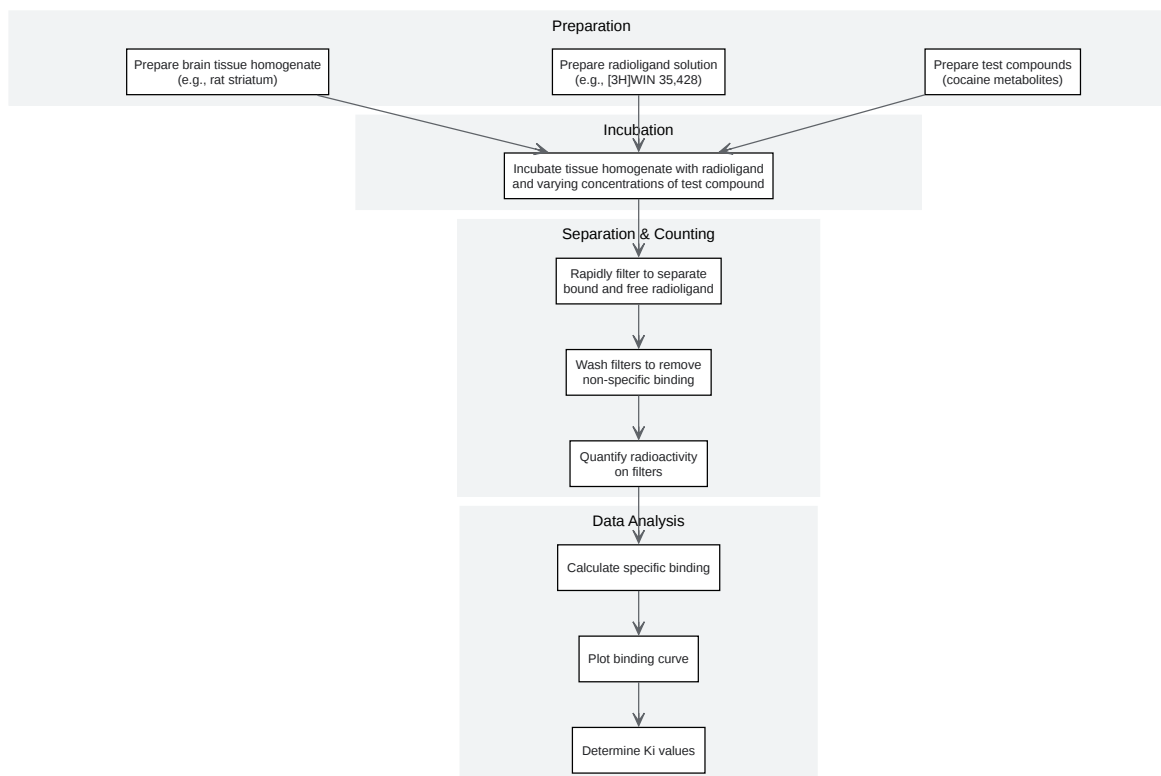 Preparation
Prepare brain tissue homogenate
(e.g., rat striatum)
Prepare radioligand solution
(e.g., [3H]WIN 35,428)
Prepare test compounds
(cocaine metabolites)
Incubation
Incubate tissue homogenate with radioligand
and varying concentrations of test compound
Separation & Counting
Rapidly filter to separate
bound and free radioligand
Wash filters to remove
non-specific binding
Quantify radioactivity
on filters
Data Analysis
Calculate specific binding
Plot binding curve
Determine Ki values